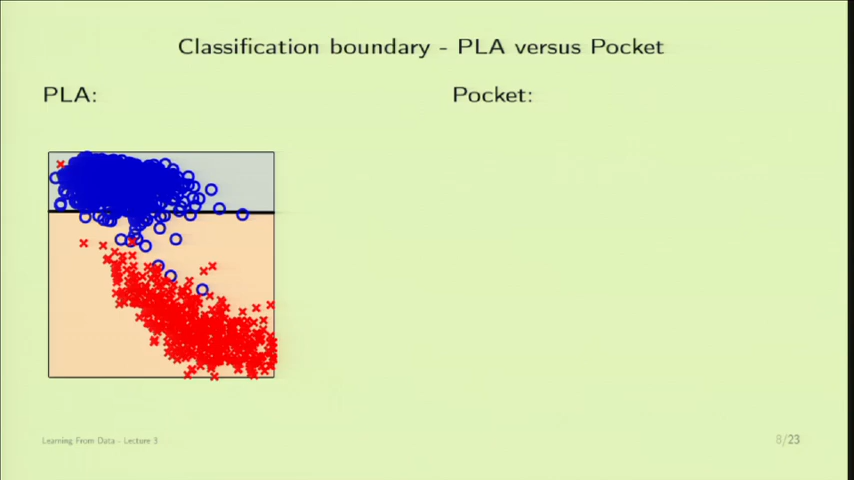 Classification boundary - PLA versus Pocket
PLA:
Pocket:
Learning From Data - Lecture 3
8/23